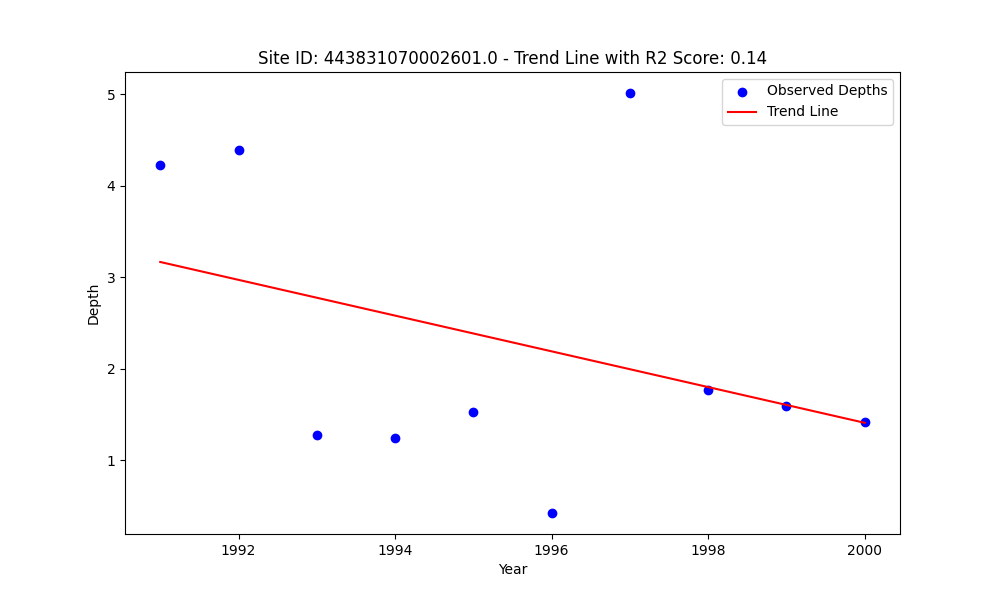 Site ID: 443831070002601.0 - Trend Line with R2 Score: 0.14
Observed Depths
Trend Line
5
4
3
2
1
Depth
1992
1994
1996
1998
2000
Year